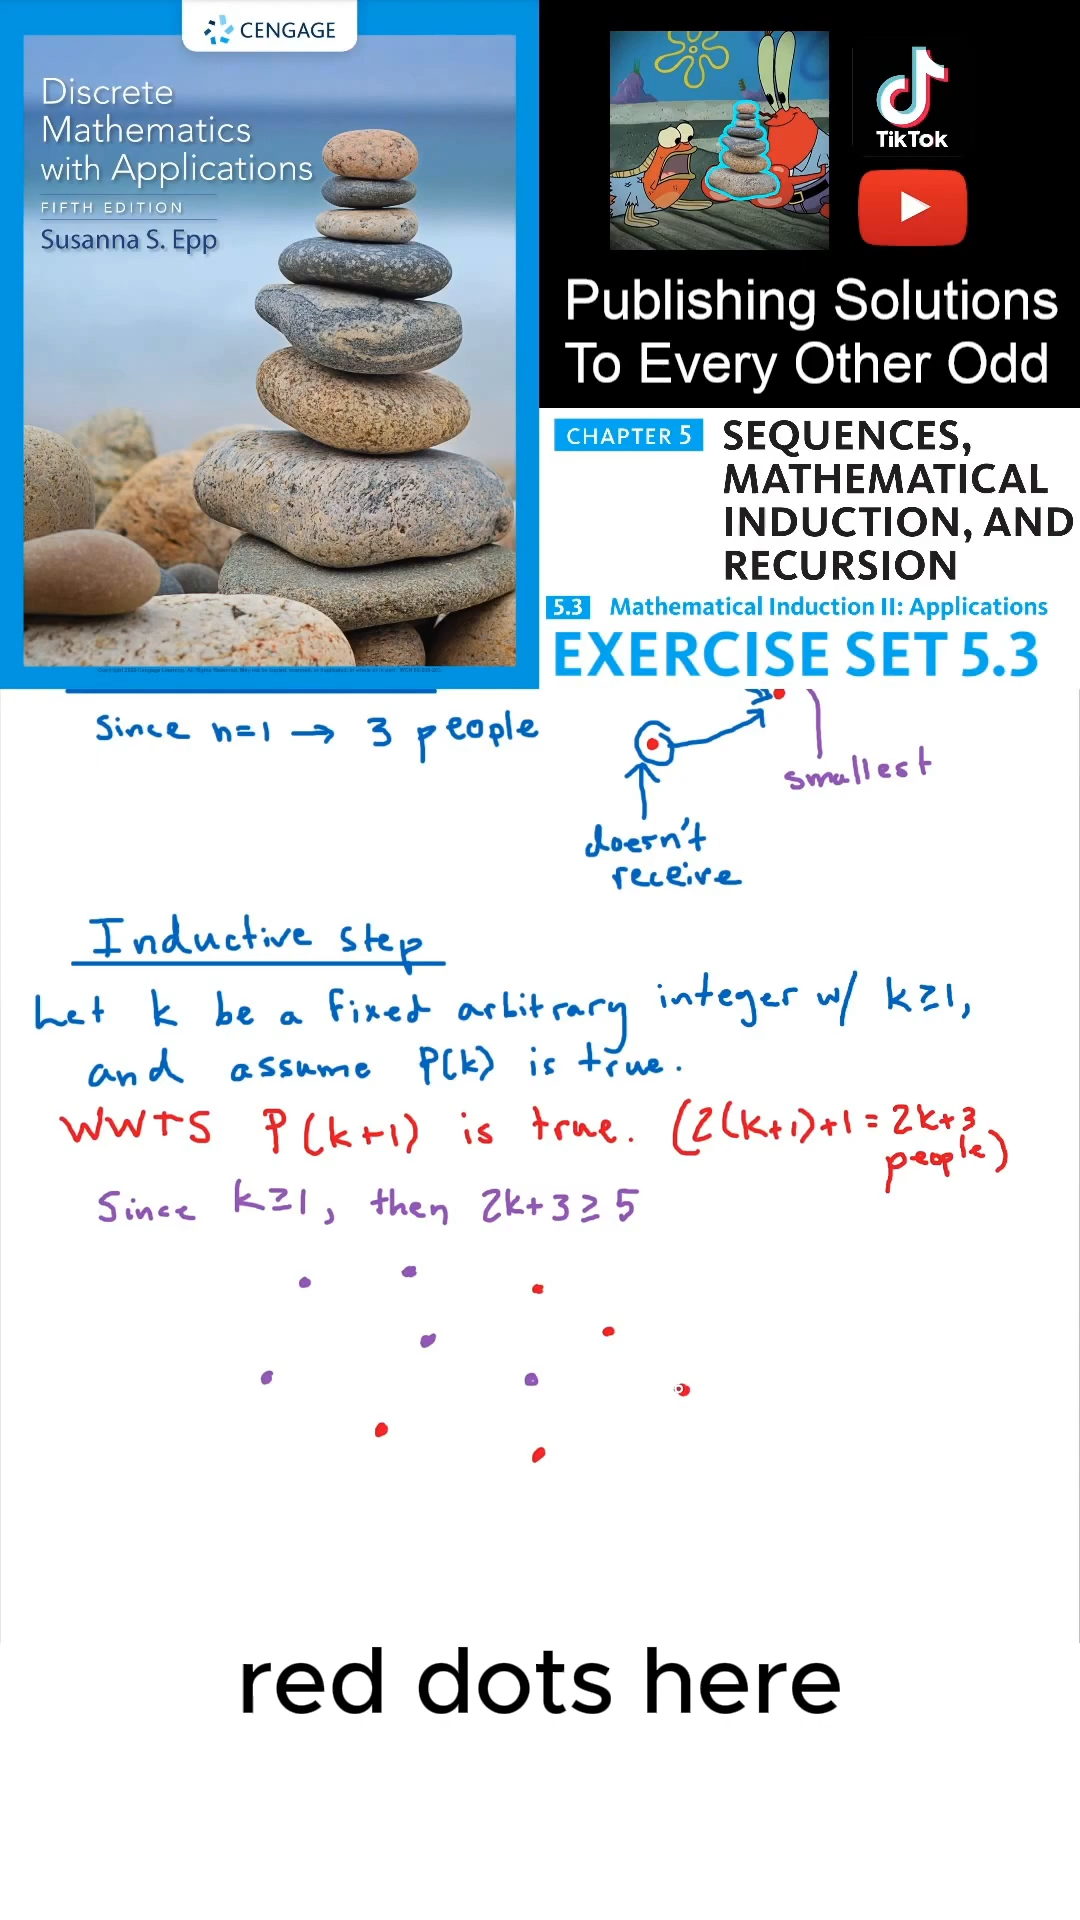 CENGAGE
Discrete
Mathematics
with Applications
FIFTH EDITION
Susanna S. Epp
TikTok
Publishing Solutions
To Every Other Odd
CHAPTER 5
SEQUENCES,
MATHEMATICAL
INDUCTION, AND
RECURSION
5.3 Mathematical Induction II: Applications
EXERCISE SET 5.3
Since n=1 → 3 people
smallest
doesn't
receive
Inductive step
Let k be a fixed arbitrary integer w/ k≥1,
and assume P(k) is true.
WWTS P(k+1) is true. (2(k+1)+1 = 2k+3
people)
Since k≥1, then 2k+3≥5
red dots here